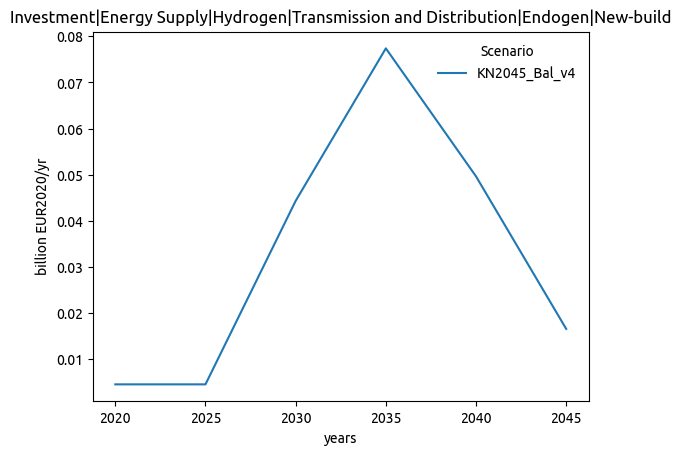 Investment|Energy Supply|Hydrogen|Transmission and Distribution|Endogen|New-build
0.08
0.07
0.06
0.05
0.04
0.03
0.02
0.01
billion EUR2020/yr
Scenario
KN2045_Bal_v4
2020 2025 2030 2035 2040 2045
years